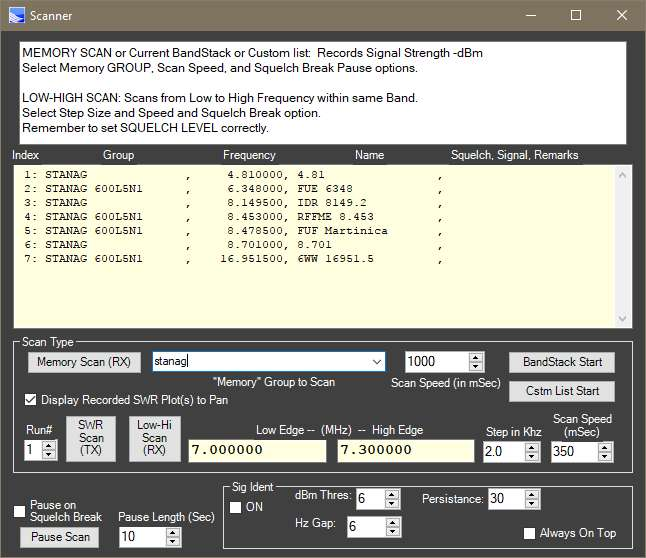 Scanner
MEMORY SCAN or Current BandStack or Custom list: Records Signal Strength -dBm
Select Memory GROUP, Scan Speed, and Squelch Break Pause options.
LOW-HIGH SCAN: Scans from Low to High Frequency within same Band.
Select Step Size and Speed and Squelch Break option.
Remember to set SQUELCH LEVEL correctly.
Index Group Frequency Name Squelch, Signal, Remarks
1: STANAG , 4.810000, 4.81 ,
2: STANAG 600L5N1 , 6.348000, FUE 6348 ,
3: STANAG , 8.149500, IDR 8149.2 ,
4: STANAG 600L5N1 , 8.453000, RFFME 8.453 ,
5: STANAG 600L5N1 , 8.478500, FUF Martinica ,
6: STANAG , 8.701000, 8.701 ,
7: STANAG 600L5N1 , 16.951500, 6WW 16951.5 ,
Scan Type
Memory Scan (RX) stanag 1000 BandStack Start
"Memory" Group to Scan Scan Speed (in mSec)
Cstm List Start
Display Recorded SWR Plot(s) to Pan
Run# SWR Scan (TX) Low-Hi Scan (RX) Low Edge -- (MHz) -- High Edge Step in Khz Scan Speed (mSec)
1 7.000000 7.300000 2.0 350
Pause on Squelch Break
Pause Scan
Pause Length (Sec)
10
Sig Ident
ON
dBm Thres: 6 Persistance: 30
Hz Gap: 6
Always On Top